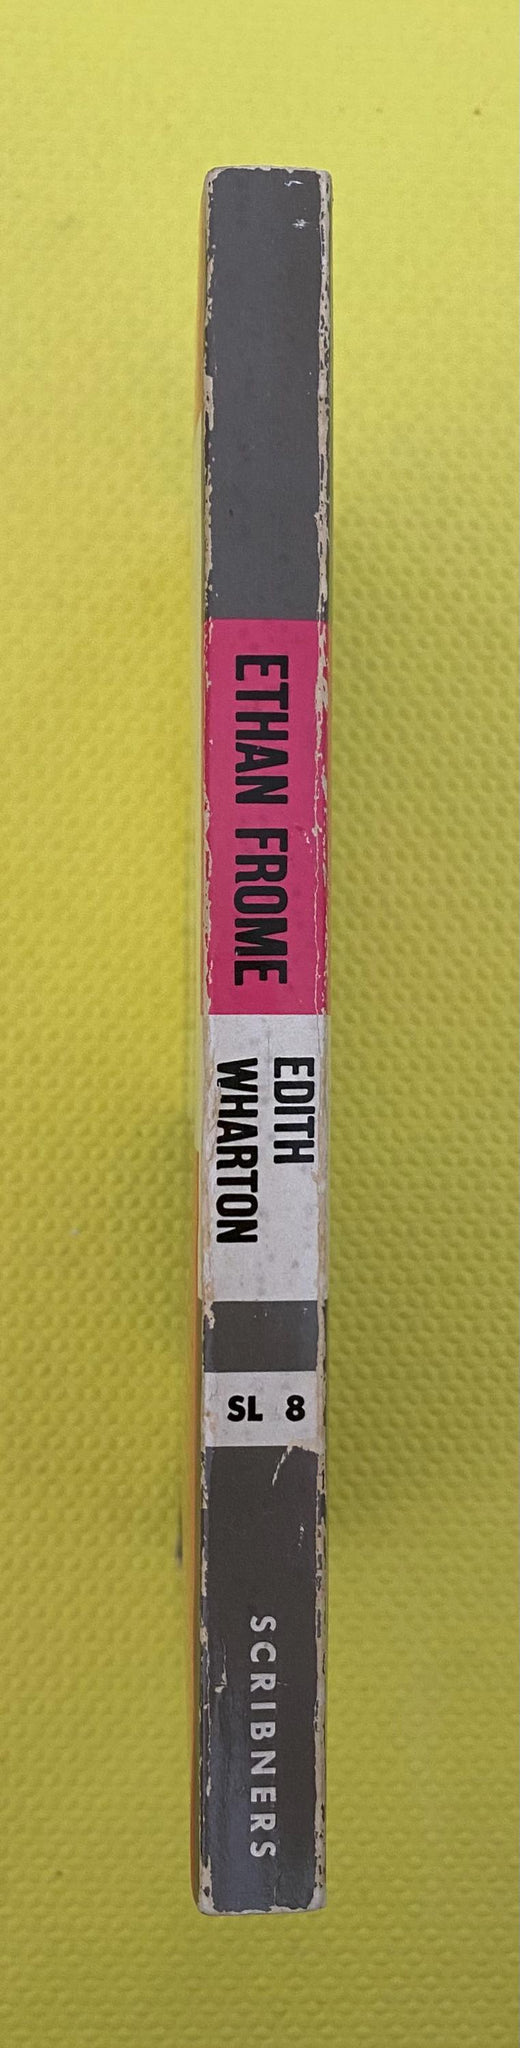 ETHAN FROME
EDITH
WHARTON
SL 8
SCRIBNERS